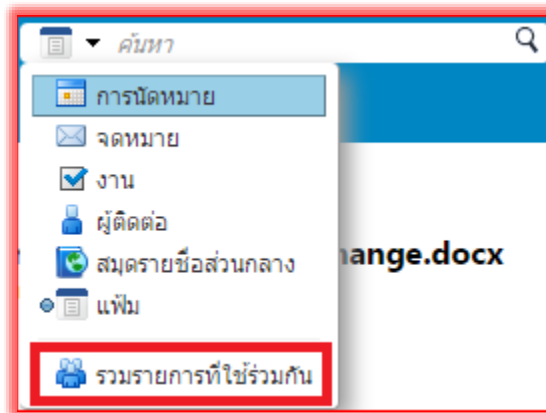 ค้นหา
การนัดหมาย
จดหมาย
งาน
ผู้ติดต่อ
สมุดรายชื่อส่วนกลาง
ange.docx
แฟ้ม
รวมรายการที่ใช้ร่วมกัน